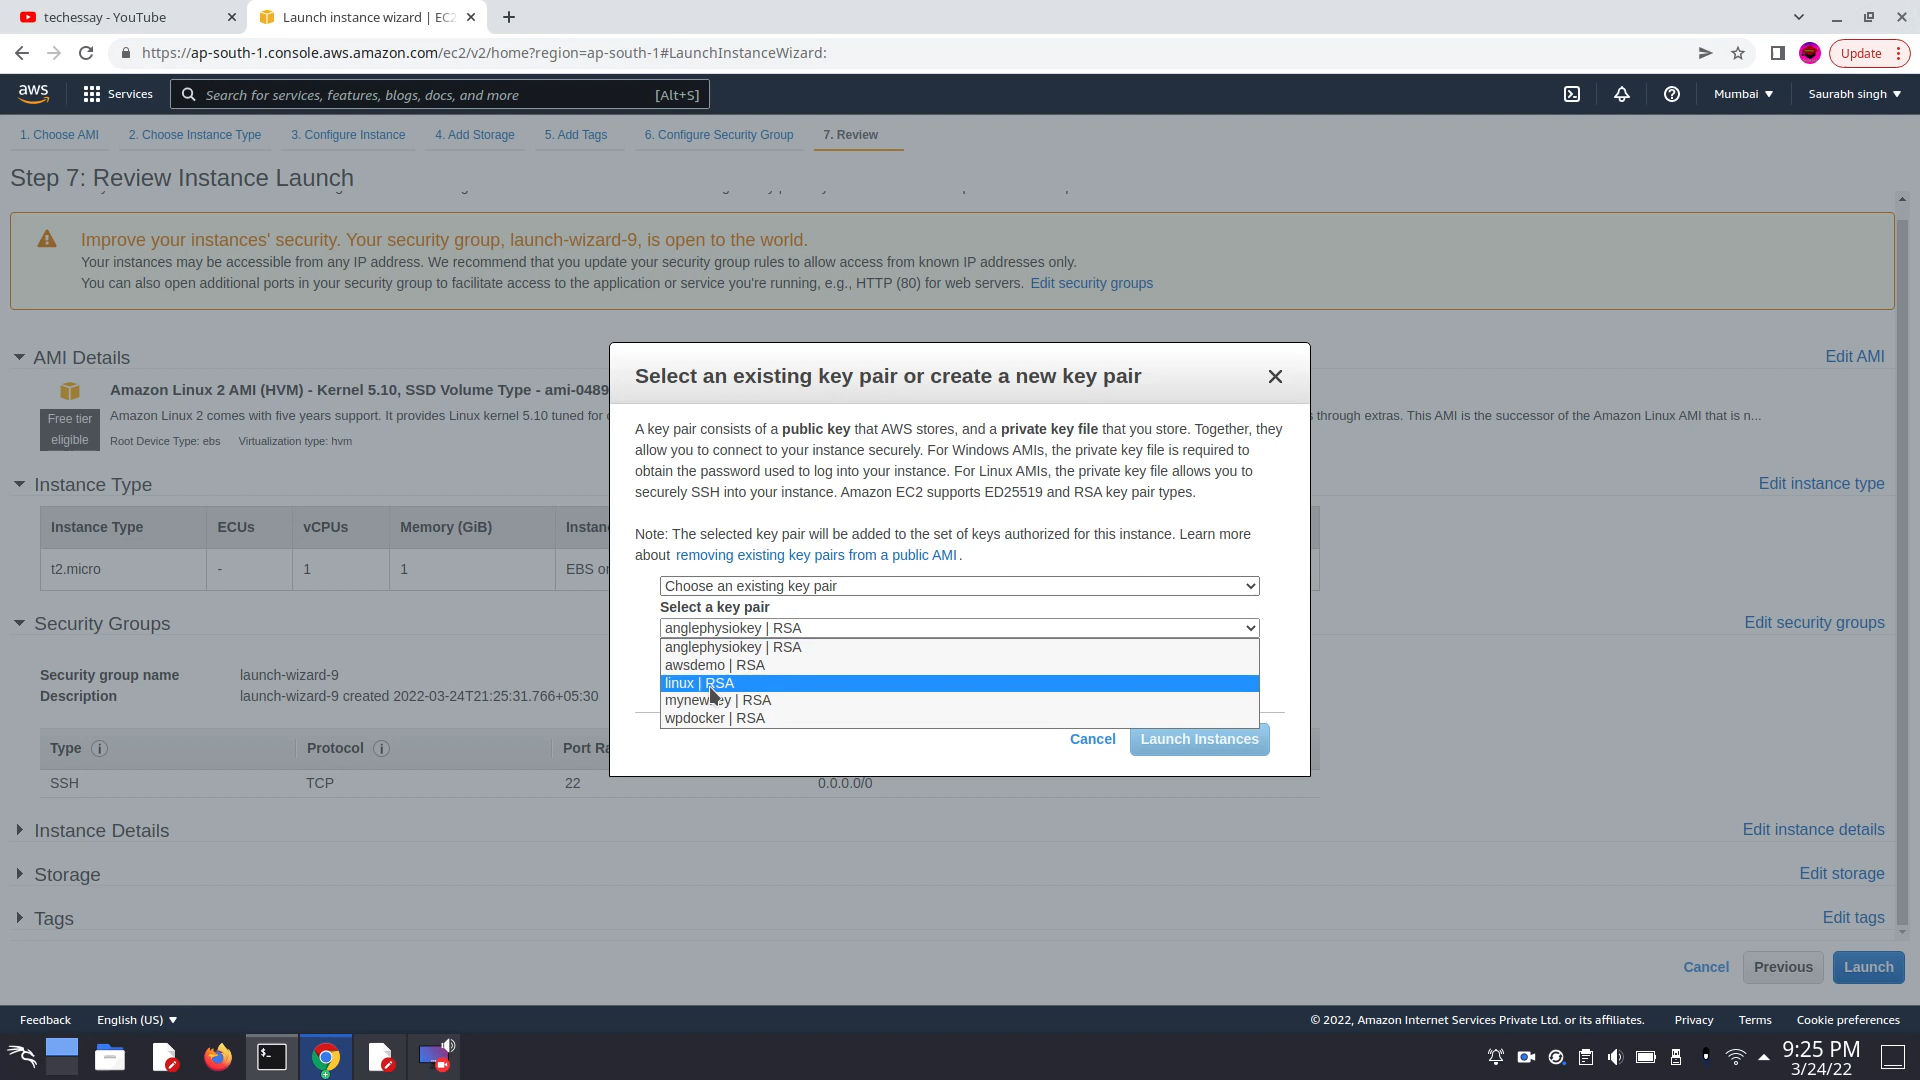 techessay - YouTube
Launch instance wizard | EC2
https://ap-south-1.console.aws.amazon.com/ec2/v2/home?region=ap-south-1#LaunchInstanceWizard:
Update
aws
Services
Search for services, features, blogs, docs, and more
[Alt+S]
Mumbai
Saurabh singh
1. Choose AMI
2. Choose Instance Type
3. Configure Instance
4. Add Storage
5. Add Tags
6. Configure Security Group
7. Review
Step 7: Review Instance Launch
Improve your instances' security. Your security group, launch-wizard-9, is open to the world.
Your instances may be accessible from any IP address. We recommend that you update your security group rules to allow access from known IP addresses only.
You can also open additional ports in your security group to facilitate access to the application or service you're running, e.g., HTTP (80) for web servers. Edit security groups
AMI Details
Edit AMI
Amazon Linux 2 AMI (HVM) - Kernel 5.10, SSD Volume Type - ami-0489
Free tier
eligible
Amazon Linux 2 comes with five years support. It provides Linux kernel 5.10 tuned for
through extras. This AMI is the successor of the Amazon Linux AMI that is n...
Root Device Type: ebs Virtualization type: hvm
Instance Type
Edit instance type
Instance Type ECUs vCPUs Memory (GiB)
t2.micro - 1 1 EBS
Security Groups
Edit security groups
Security group name launch-wizard-9
Description launch-wizard-9 created 2022-03-24T21:25:31.766+05:30
Type Protocol Port
SSH TCP 22 0.0.0.0/0
Instance Details
Edit instance details
Storage
Edit storage
Tags
Edit tags
Cancel
Previous
Launch
Select an existing key pair or create a new key pair
A key pair consists of a public key that AWS stores, and a private key file that you store. Together, they
allow you to connect to your instance securely. For Windows AMIs, the private key file is required to
obtain the password used to log into your instance. For Linux AMIs, the private key file allows you to
securely SSH into your instance. Amazon EC2 supports ED25519 and RSA key pair types.
Note: The selected key pair will be added to the set of keys authorized for this instance. Learn more
about removing existing key pairs from a public AMI.
Choose an existing key pair
Select a key pair
anglephysiokey | RSA
anglephysiokey | RSA
awsdemo | RSA
linux | RSA
mynewkey | RSA
wpdocker | RSA
Cancel
Launch Instances
Feedback
English (US)
© 2022, Amazon Internet Services Private Ltd. or its affiliates.
Privacy
Terms
Cookie preferences
9:25 PM
3/24/22